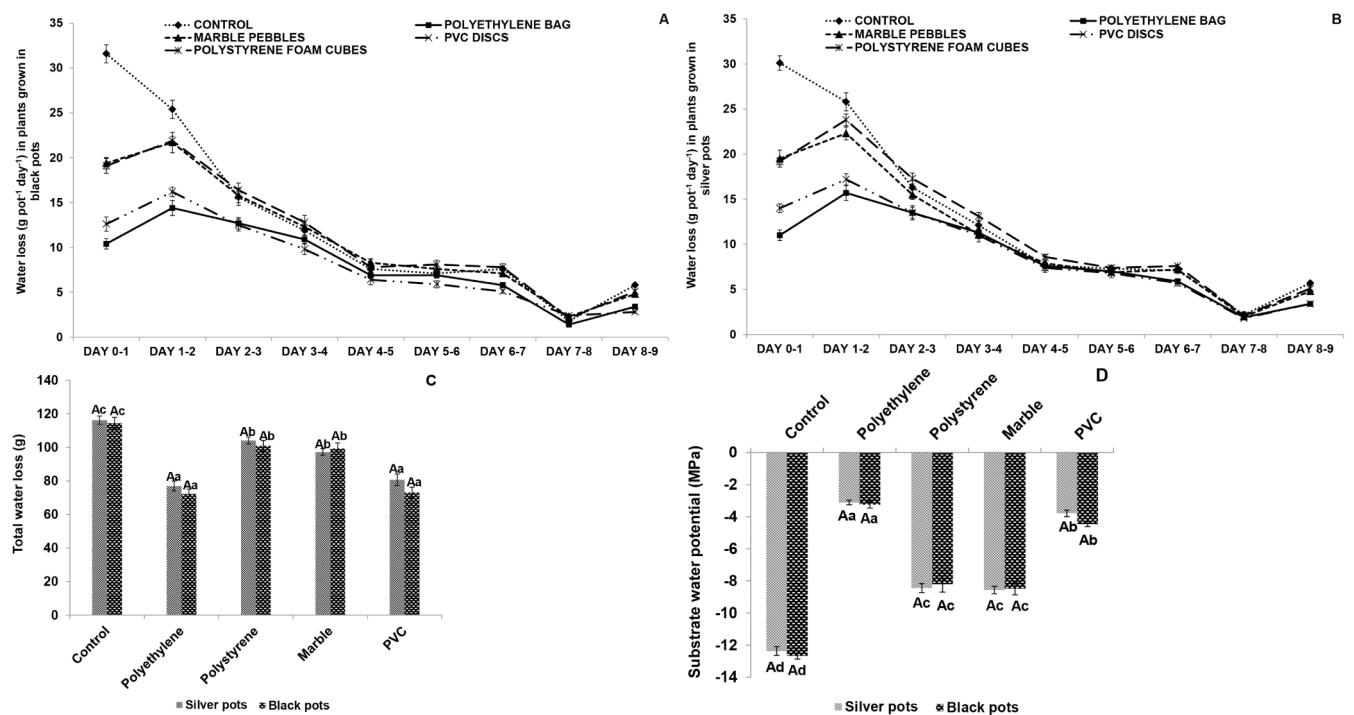 A
CONTROL
POLYETHYLENE BAG
MARBLE PEBBLES
PVC DISCS
POLYSTYRENE FOAM CUBES
Water loss (g pot⁻¹ day⁻¹) in plants grown in
black pots
35
30
25
20
15
10
5
0
DAY 0-1 DAY 1-2 DAY 2-3 DAY 3-4 DAY 4-5 DAY 5-6 DAY 6-7 DAY 7-8 DAY 8-9
B
CONTROL
POLYETHYLENE BAG
MARBLE PEBBLES
PVC DISCS
POLYSTYRENE FOAM CUBES
Water loss (g pot⁻¹ day⁻¹) in plants grown in
silver pots
35
30
25
20
15
10
5
0
DAY 0-1 DAY 1-2 DAY 2-3 DAY 3-4 DAY 4-5 DAY 5-6 DAY 6-7 DAY 7-8 DAY 8-9
C
Total water loss (g)
140
120
100
80
60
40
20
0
Ac Ac
Aa Aa
Ab Ab
Ab Ab
Aa Aa
Control Polyethylene Polystyrene Marble PVC
Silver pots Black pots
D
Control Polyethylene Polystyrene Marble PVC
Substrate water potential (MPa)
0
-2
-4
-6
-8
-10
-12
-14
Ad Ad
Aa Aa
Ac Ac
Ac Ac
Ab Ab
Silver pots Black pots